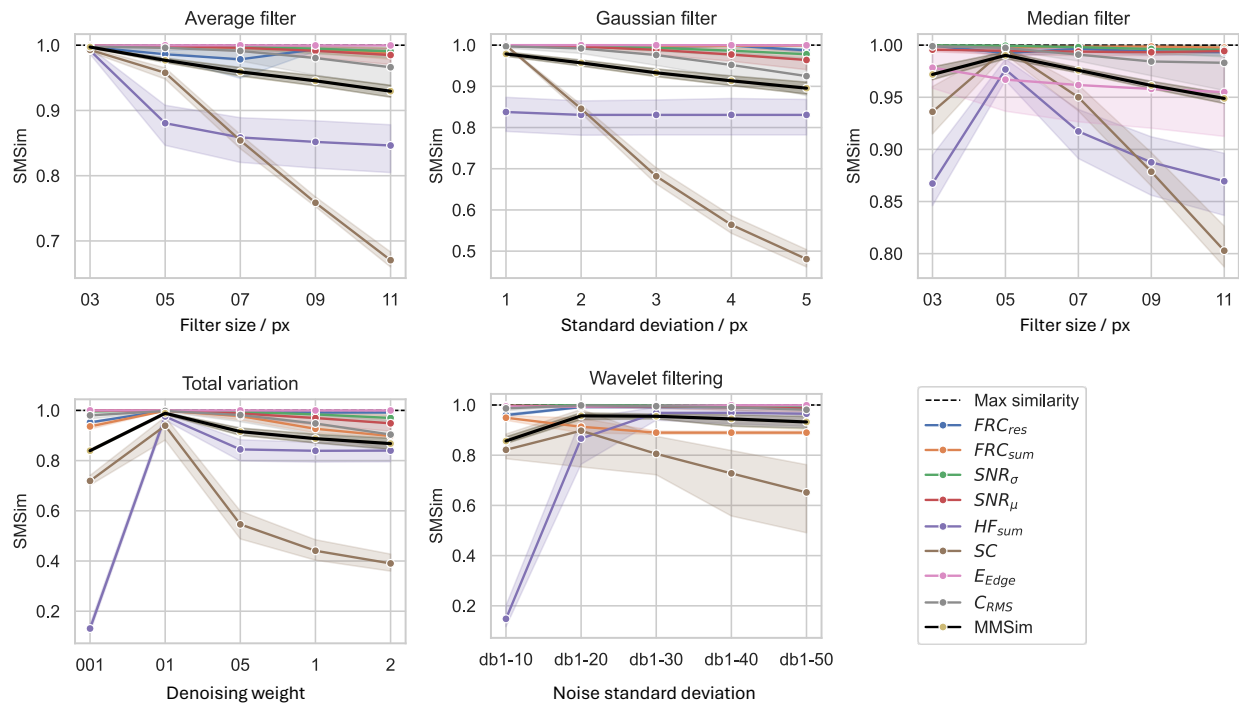 Average filter
SMSim
1.0
0.9
0.8
0.7
03 05 07 09 11
Filter size / px
Gaussian filter
SMSim
1.0
0.9
0.8
0.7
0.6
0.5
1 2 3 4 5
Standard deviation / px
Median filter
SMSim
1.00
0.95
0.90
0.85
0.80
03 05 07 09 11
Filter size / px
Total variation
SMSim
1.0
0.8
0.6
0.4
0.2
001 01 05 1 2
Denoising weight
Wavelet filtering
SMSim
1.0
0.8
0.6
0.4
0.2
db1-10 db1-20 db1-30 db1-40 db1-50
Noise standard deviation
Max similarity
FRC_res
FRC_sum
SNR_σ
SNR_μ
HF_sum
SC
E_Edge
C_RMS
MMSim